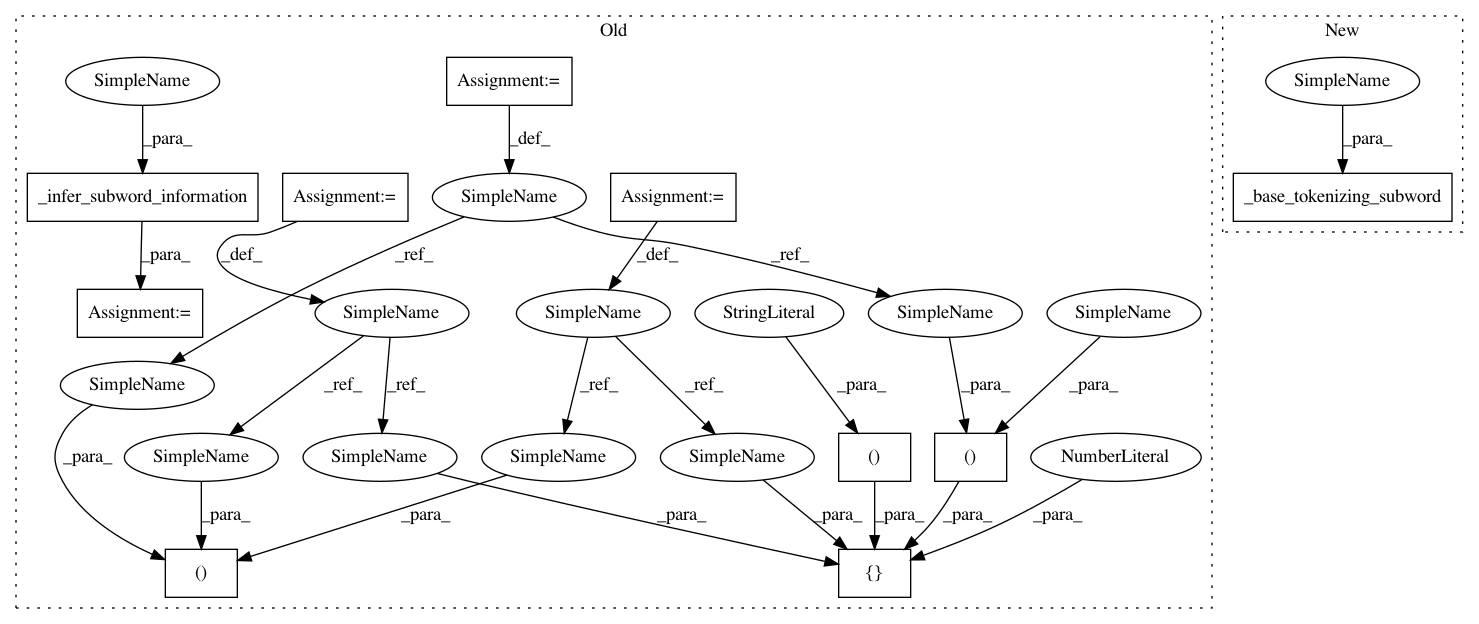 Old
New
SimpleName
Assignment:=
SimpleName
_para_
_def_
_para_
_infer_subword_information
Assignment:=
SimpleName
Assignment:=
_base_tokenizing_subword
_para_
_def_
_ref_
_def_
_ref_
Assignment:=
SimpleName
SimpleName
StringLiteral
SimpleName
SimpleName
SimpleName
_ref_
_ref_
_ref_
_ref_
_para_
_para_
_para_
_para_
SimpleName
SimpleName
SimpleName
SimpleName
()
()
NumberLiteral
_para_
_para_
_para_
_para_
_para_
_para_
_para_
()
{}